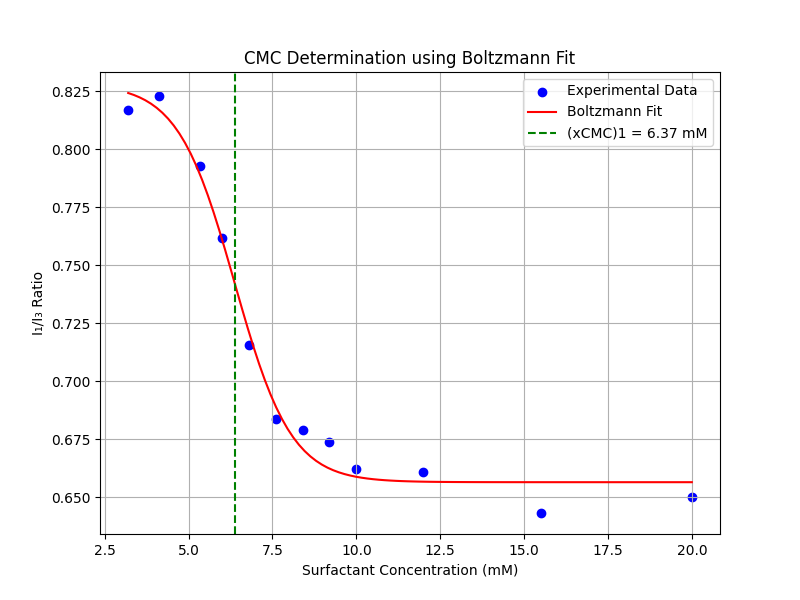 CMC Determination using Boltzmann Fit
Experimental Data
Boltzmann Fit
(xCMC)1 = 6.37 mM
I₁/I₃ Ratio
0.825
0.800
0.775
0.750
0.725
0.700
0.675
0.650
2.5 5.0 7.5 10.0 12.5 15.0 17.5 20.0
Surfactant Concentration (mM)